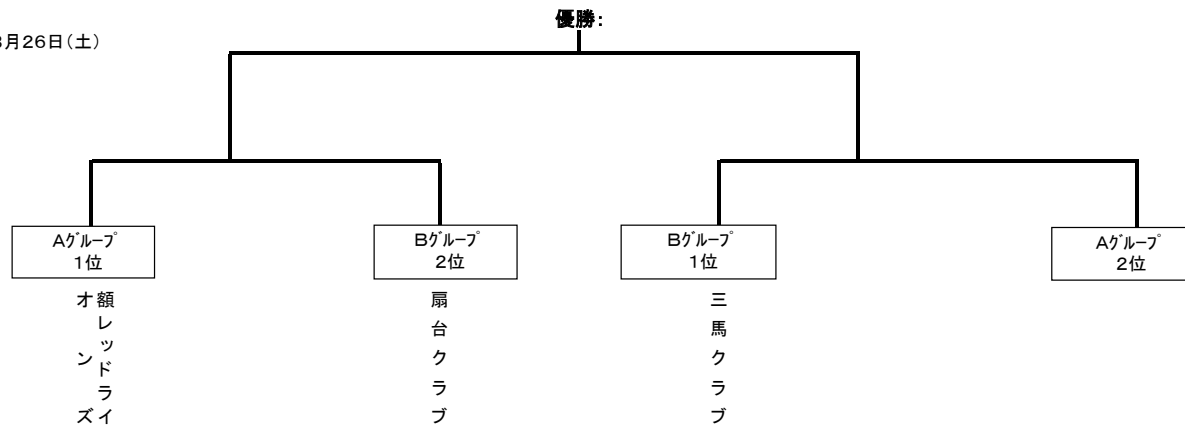 優勝:
月26日(土)
Aグループ
1位
Bグループ
2位
Bグループ
1位
Aグループ
2位
額レッドライ
オンズ
扇台クラブ
三馬クラブ